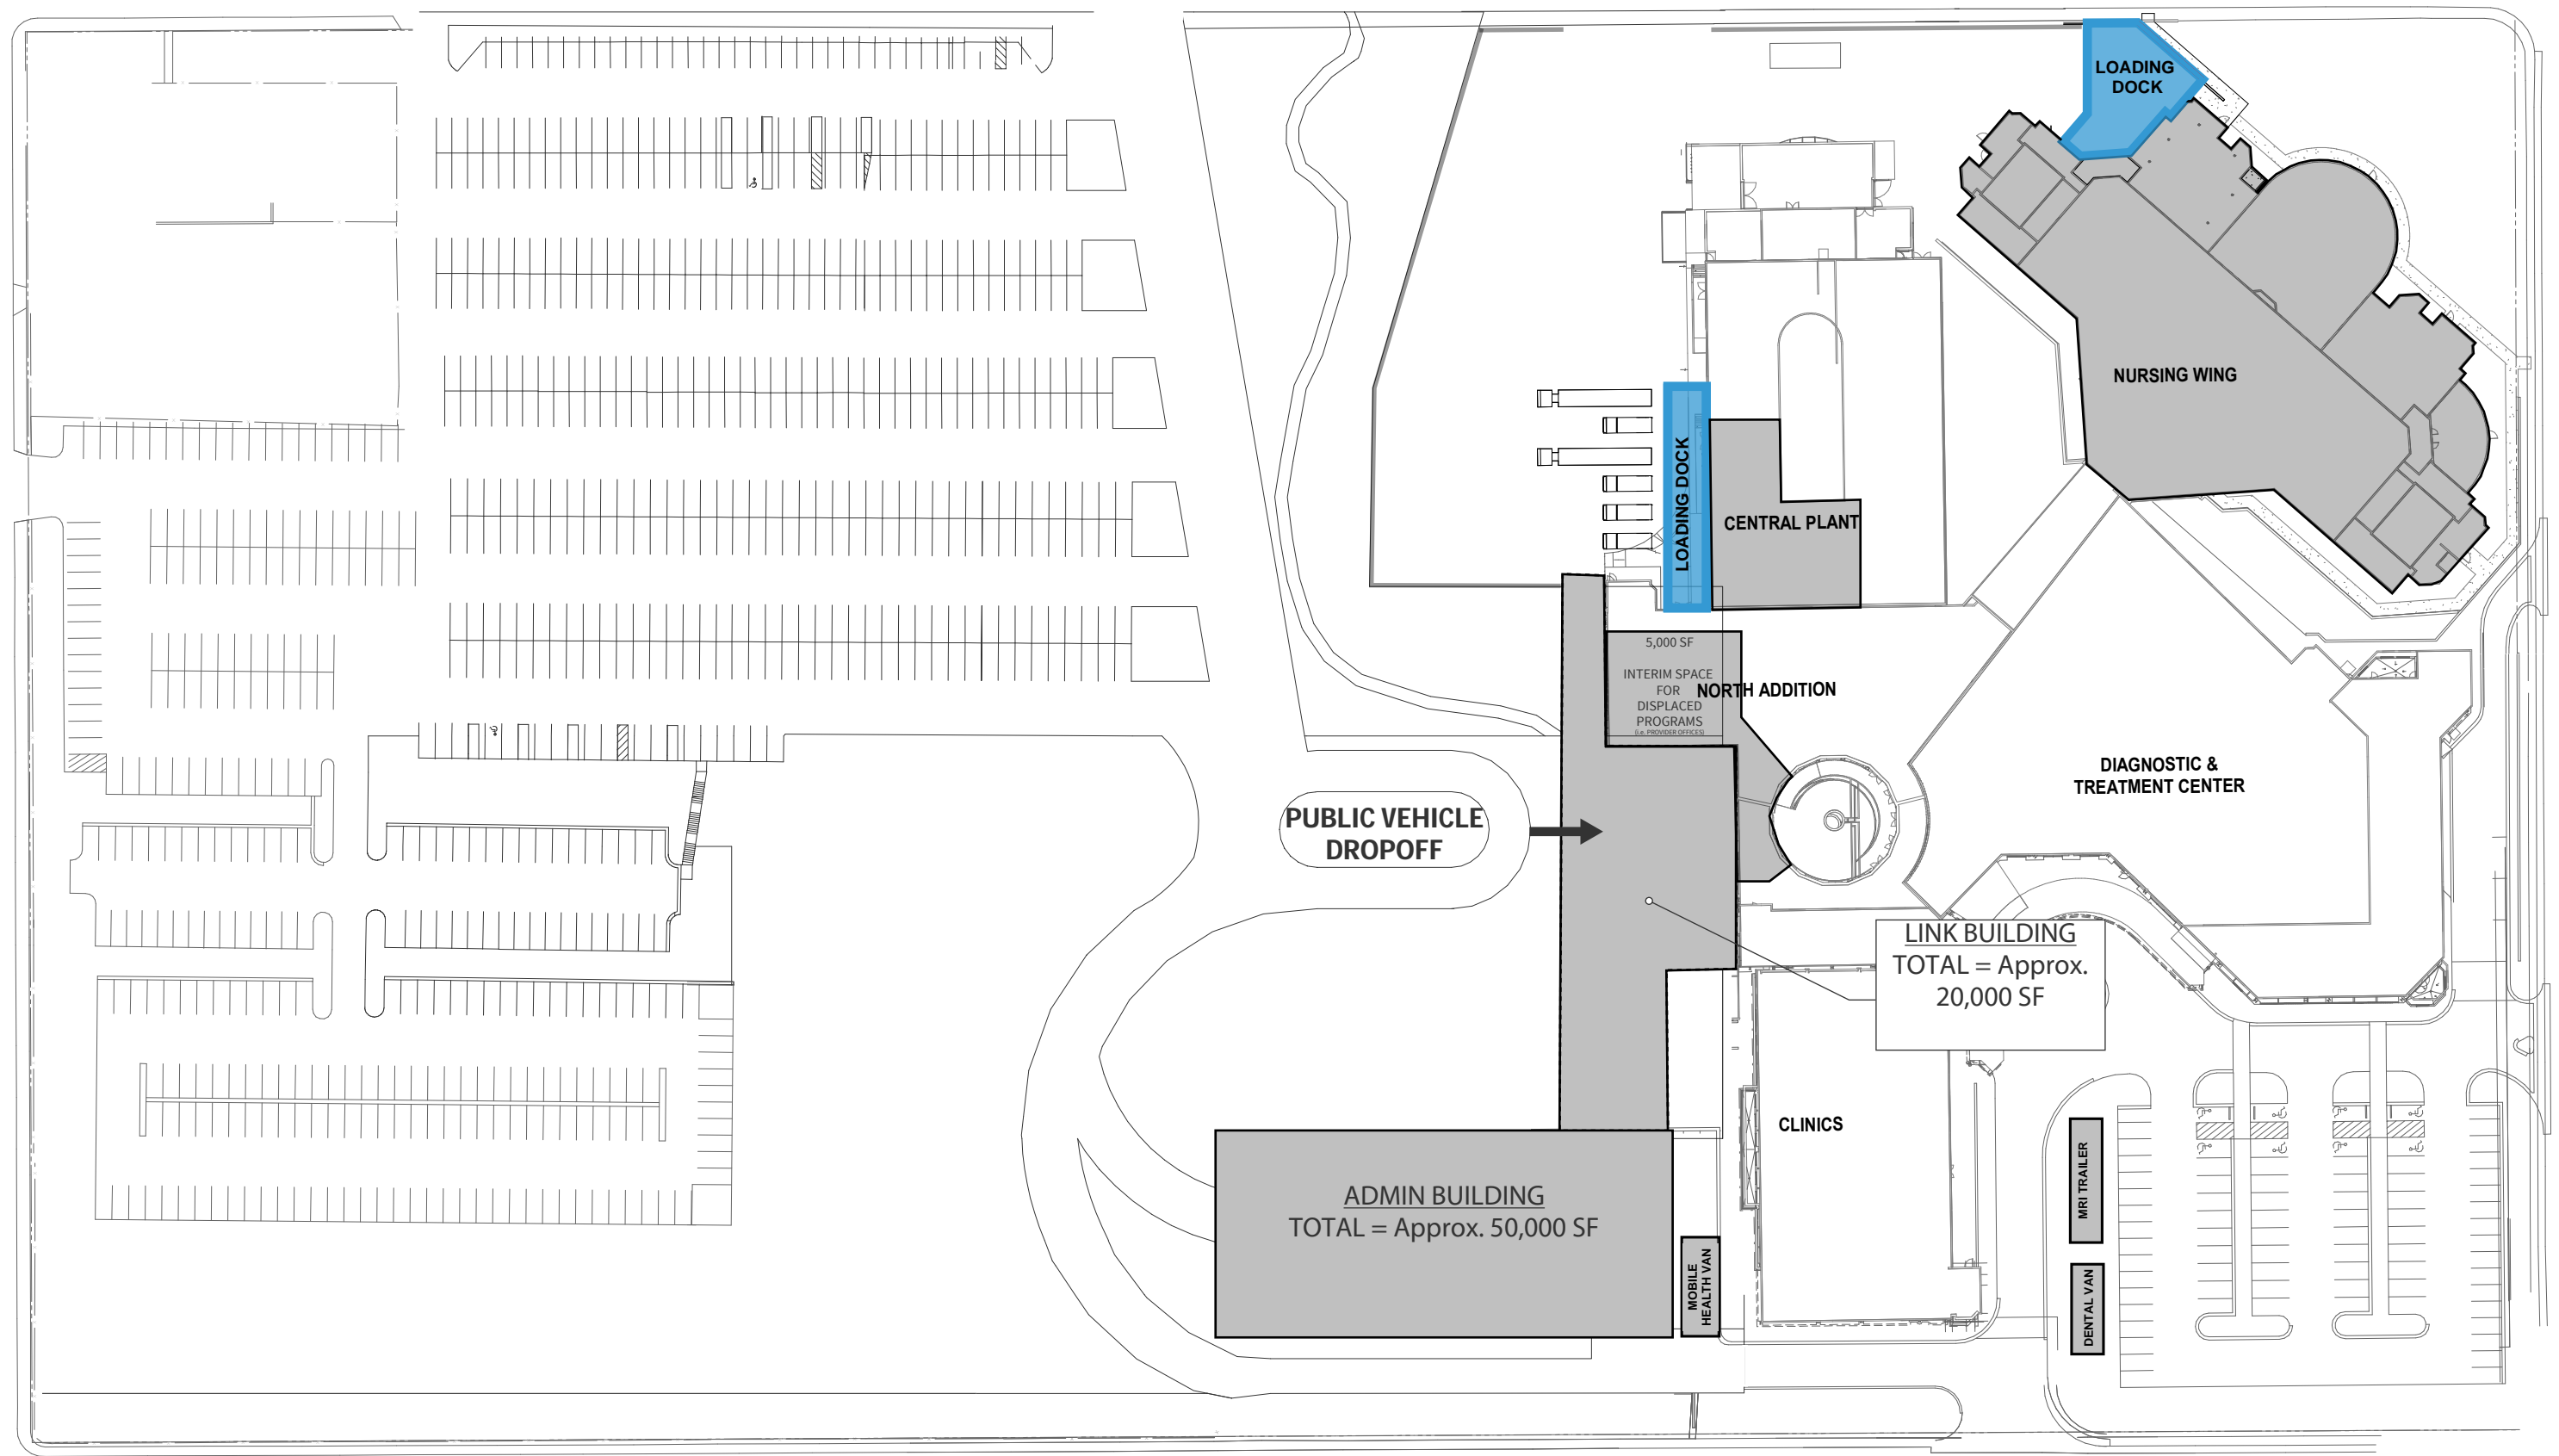 LOADING
DOCK
NURSING WING
LOADING DOCK
CENTRAL PLANT
5,000 SF
INTERIM SPACE
FOR
DISPLACED
PROGRAMS
(i.e. PROVIDER OFFICES)
NORTH ADDITION
DIAGNOSTIC &
TREATMENT CENTER
PUBLIC VEHICLE
DROPOFF
LINK BUILDING
TOTAL = Approx.
20,000 SF
CLINICS
ADMIN BUILDING
TOTAL = Approx. 50,000 SF
MOBILE
HEALTH VAN
MRI TRAILER
DENTAL VAN